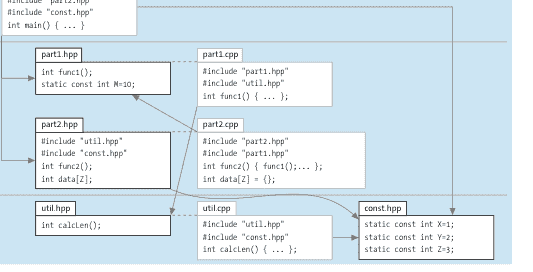 #include "part2.hpp"
#include "const.hpp"
int main() { ... }
part1.hpp
int func1();
static const int M=10;
part1.cpp
#include "part1.hpp"
#include "util.hpp"
int func1() { ... };
part2.hpp
#include "util.hpp"
#include "const.hpp"
int func2();
int data[Z];
part2.cpp
#include "part2.hpp"
#include "part1.hpp"
int func2() { func1();... };
int data[Z] = {};
util.hpp
int calcLen();
util.cpp
#include "util.hpp"
#include "const.hpp"
int calcLen() { ... };
const.hpp
static const int X=1;
static const int Y=2;
static const int Z=3;